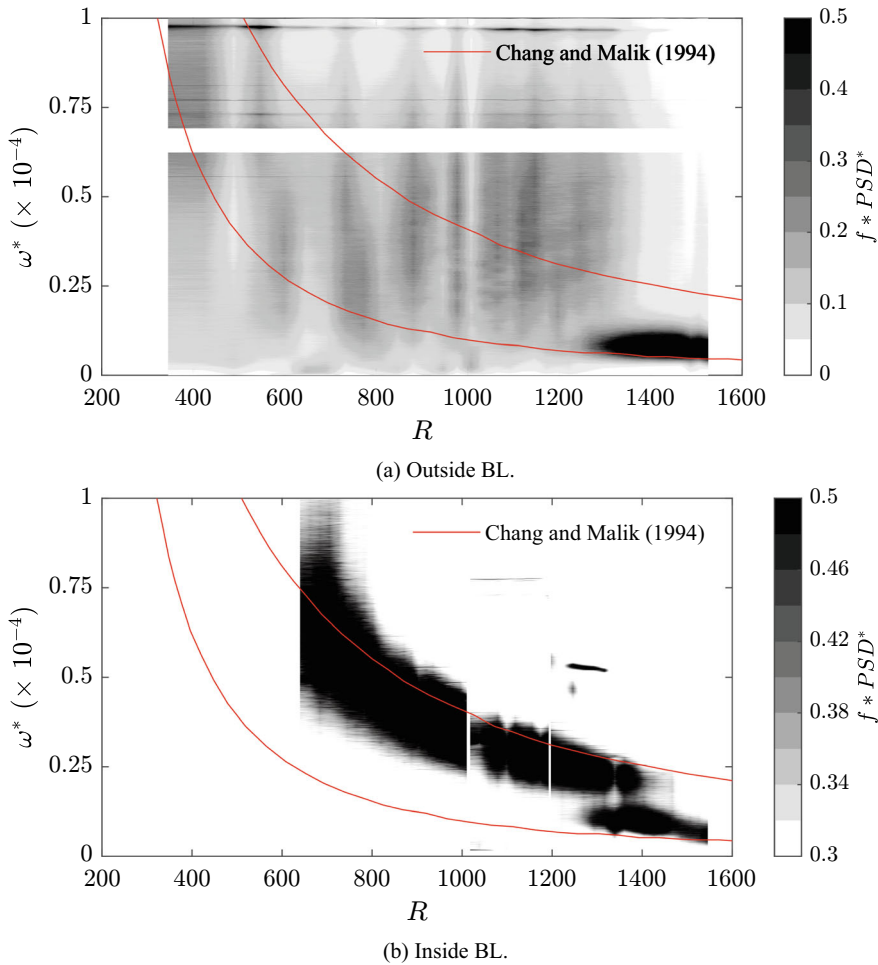 1
0.75
0.5
0.25
0
ω* (× 10⁻⁴)
200 400 600 800 1000 1200 1400 1600
R
Chang and Malik (1994)
0.5
0.4
0.3
0.2
0.1
0
f * PSD*
(a) Outside BL.
1
0.75
0.5
0.25
0
ω* (× 10⁻⁴)
200 400 600 800 1000 1200 1400 1600
R
Chang and Malik (1994)
0.5
0.46
0.42
0.38
0.34
0.3
f * PSD*
(b) Inside BL.